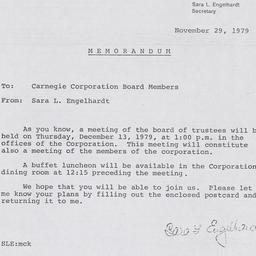 Sara L. Engelhardt
Secretary
November 29, 1979
MEMORANDUM
To: Carnegie Corporation Board Members
From: Sara L. Engelhardt
As you know, a meeting of the board of trustees will b
held on Thursday, December 13, 1979, at 1:00 p.m. in the
offices of the Corporation. This meeting will constitute
also a meeting of the members of the corporation.
A buffet luncheon will be available in the Corporation
dining room at 12:15 preceding the meeting.
We hope that you will be able to join us. Please let
me know your plans by filling out the enclosed postcard and
returning it to me.
Sara L Engelhard
SLE:mck